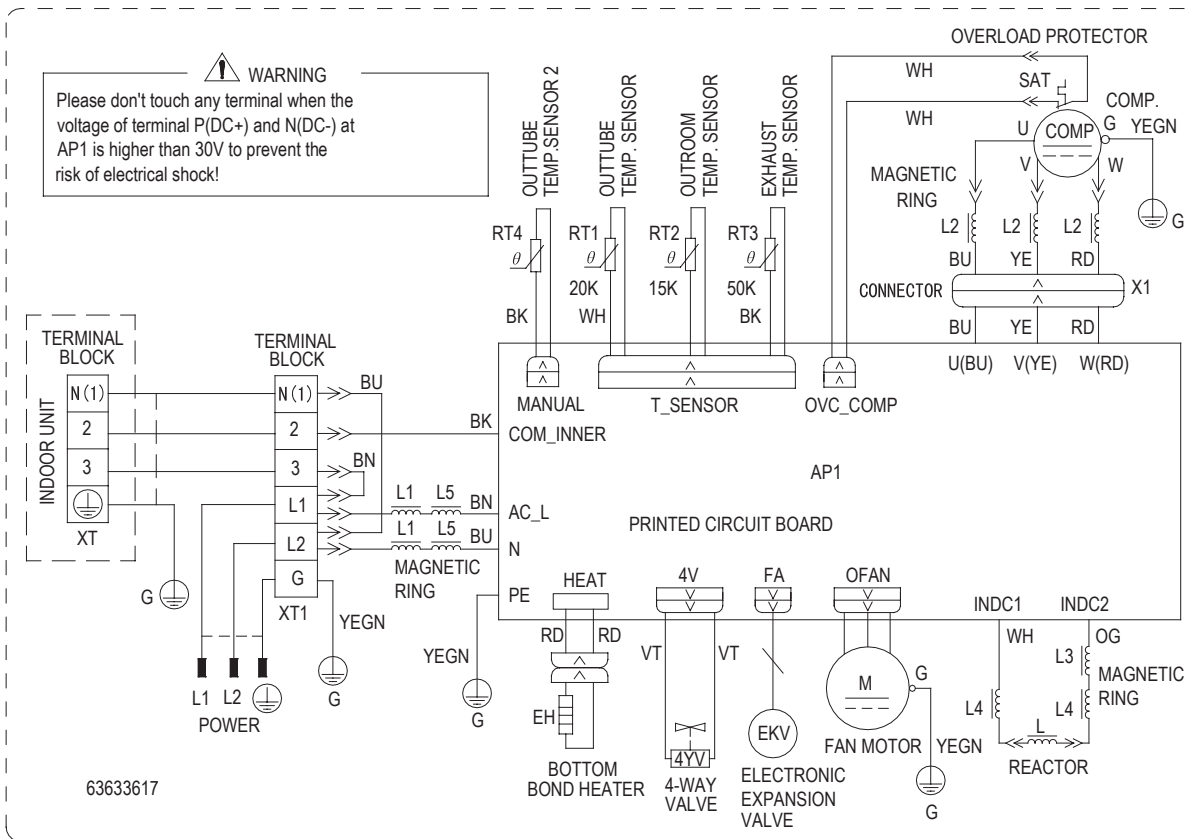 WARNING
Please don't touch any terminal when the
voltage of terminal P(DC+) and N(DC-) at
AP1 is higher than 30V to prevent the
risk of electrical shock!
OUTTUBE
TEMP.SENSOR 2
OUTTUBE
TEMP. SENSOR
OUTROOM
TEMP. SENSOR
EXHAUST
TEMP. SENSOR
OVERLOAD PROTECTOR
WH
SAT
WH
COMP.
U
COMP
G
YEGN
V
W
MAGNETIC
RING
G
L2
L2
L2
BU
YE
RD
CONNECTOR
X1
BU
YE
RD
RT4
θ
RT1
θ
RT2
θ
RT3
θ
20K
15K
50K
BK
WH
BK
U(BU)
V(YE)
W(RD)
MANUAL
T_SENSOR
OVC_COMP
INDOOR UNIT
TERMINAL
BLOCK
N(1)
2
3
XT
TERMINAL
BLOCK
N(1)
2
3
L1
L2
G
XT1
BU
BK
COM_INNER
BN
L1
L5
BN
AC_L
L1
L5
BU
N
MAGNETIC
RING
PE
AP1
PRINTED CIRCUIT BOARD
G
YEGN
G
YEGN
G
L1
L2
POWER
HEAT
RD
RD
EH
BOTTOM
BOND HEATER
4V
VT
VT
4YV
4-WAY
VALVE
FA
EKV
ELECTRONIC
EXPANSION
VALVE
OFAN
M
G
FAN MOTOR
YEGN
G
INDC1
INDC2
WH
OG
L3
MAGNETIC
RING
L4
L4
L
REACTOR
63633617